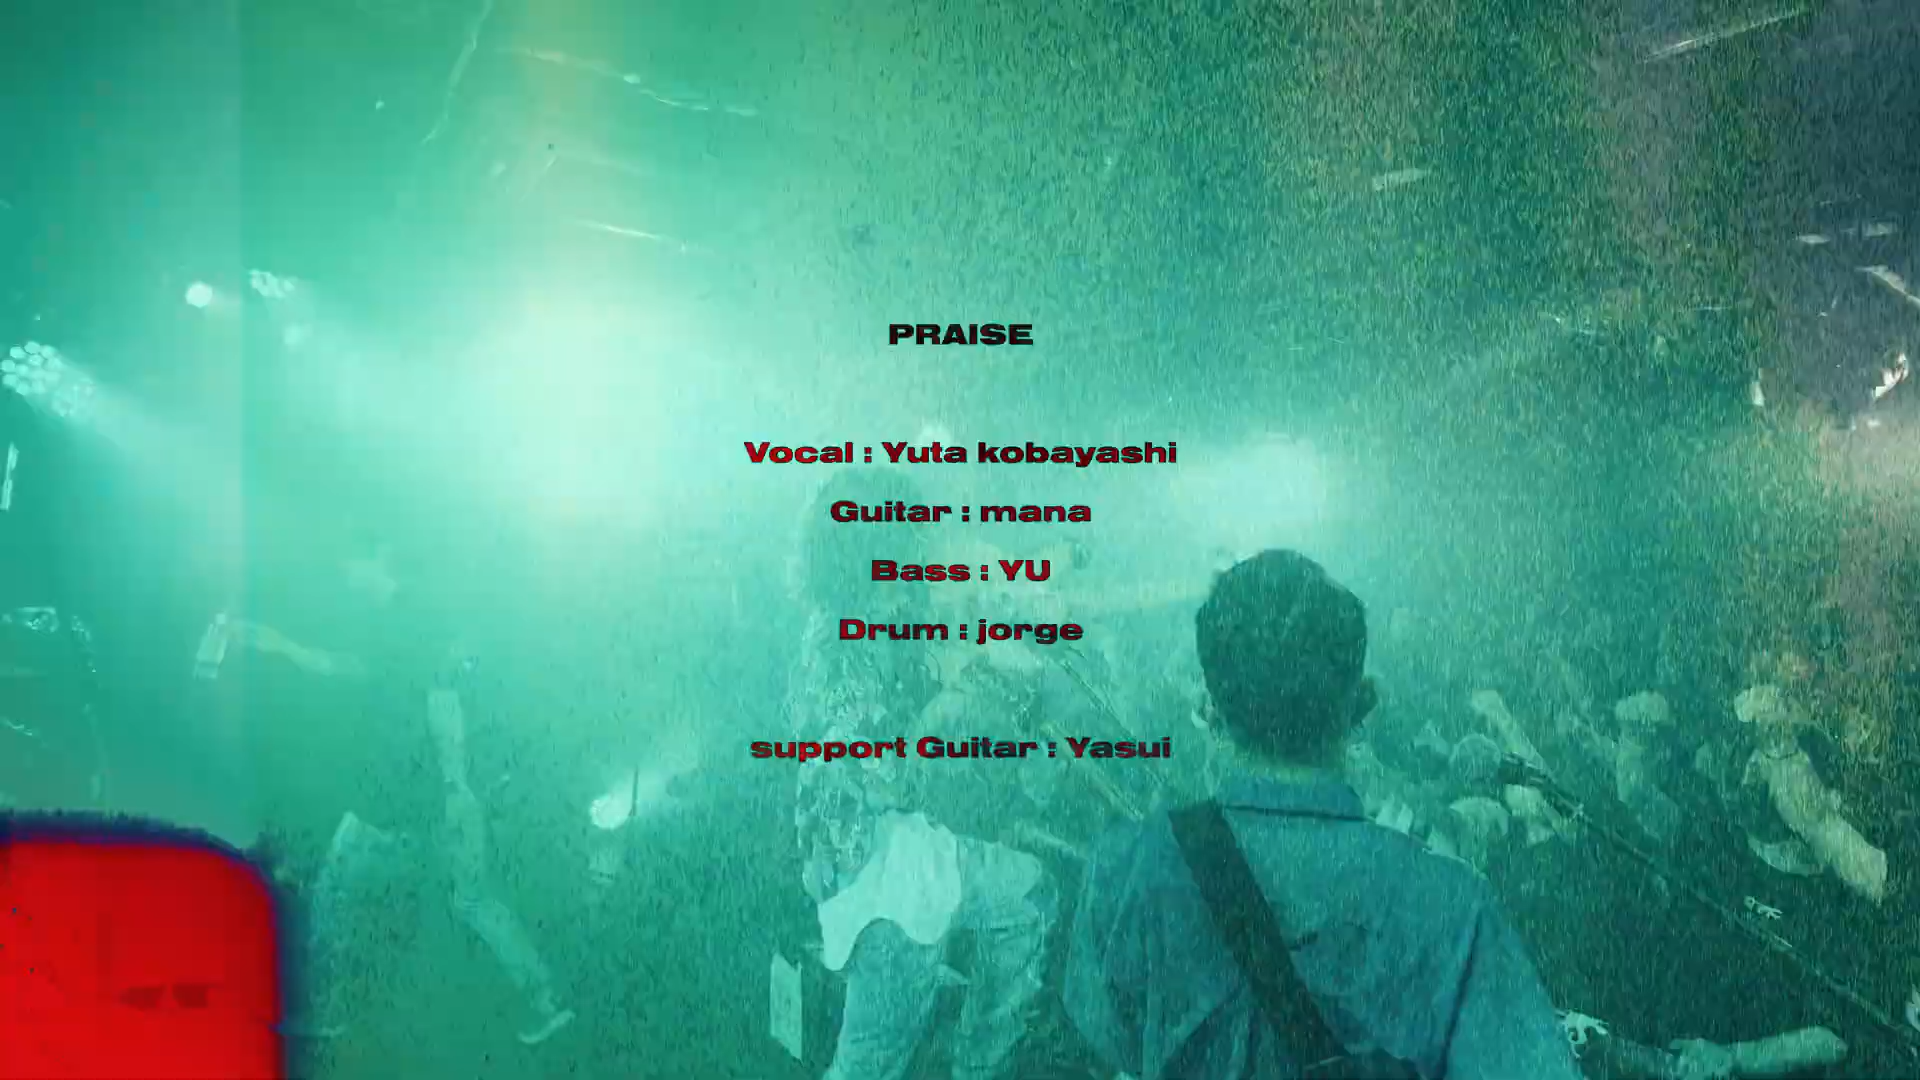 PRAISE
Vocal : Yuta kobayashi
Guitar : mana
Bass : YU
Drum : jorge
support Guitar : Yasui